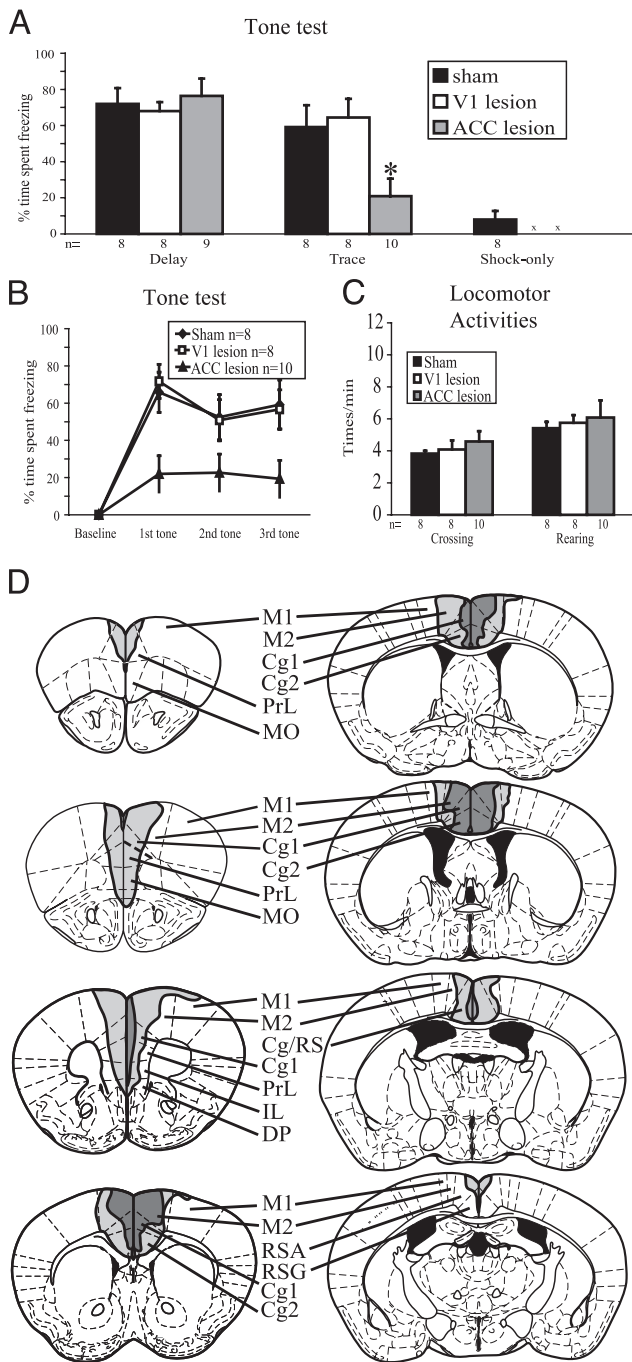 A
Tone test
% time spent freezing
100
80
60
40
20
0
sham
V1 lesion
ACC lesion
*
x x
n= 8 8 9 8 8 10 8
Delay Trace Shock-only
B
Tone test
% time spent freezing
100
80
60
40
20
0
Sham n=8
V1 lesion n=8
ACC lesion n=10
Baseline 1st tone 2nd tone 3rd tone
C
Locomotor
Activities
Times/min
12
10
8
6
4
2
0
Sham
V1 lesion
ACC lesion
n= 8 8 10 8 8 10
Crossing Rearing
D
M1
M2
Cg1
Cg2
PrL
MO
M1
M2
Cg1
Cg2
PrL
MO
M1
M2
Cg/RS
Cg1
PrL
IL
DP
M1
M2
RSA
RSG
Cg1
Cg2